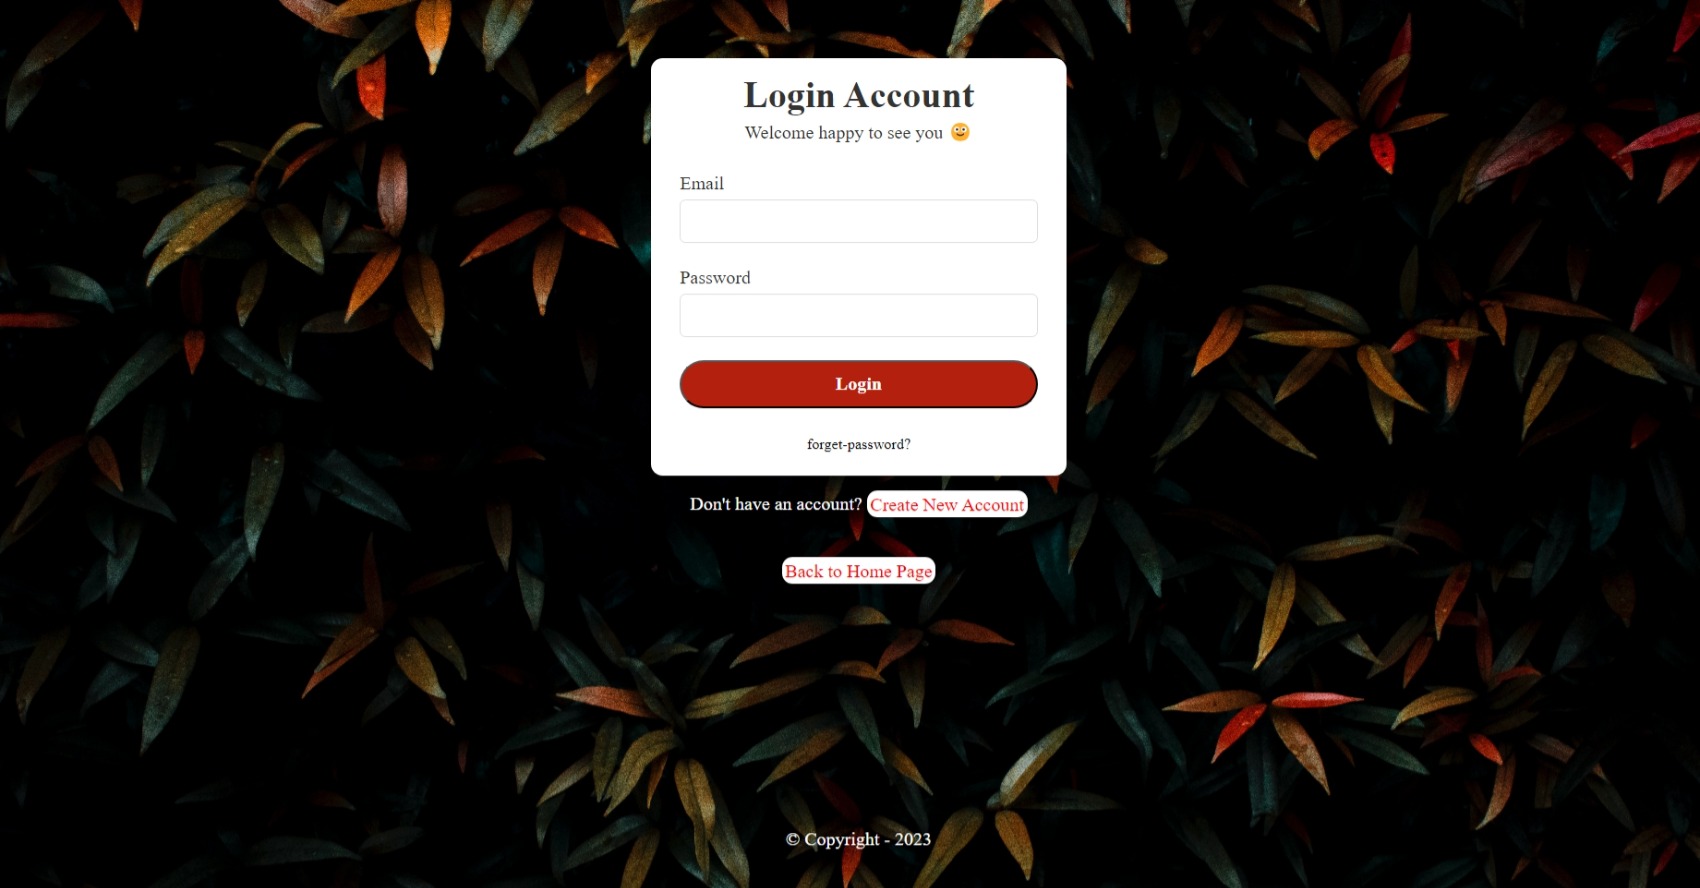 Login Account
Welcome happy to see you 🙂
Email
Password
Login
forget-password?
Don't have an account? Create New Account
Back to Home Page
© Copyright - 2023